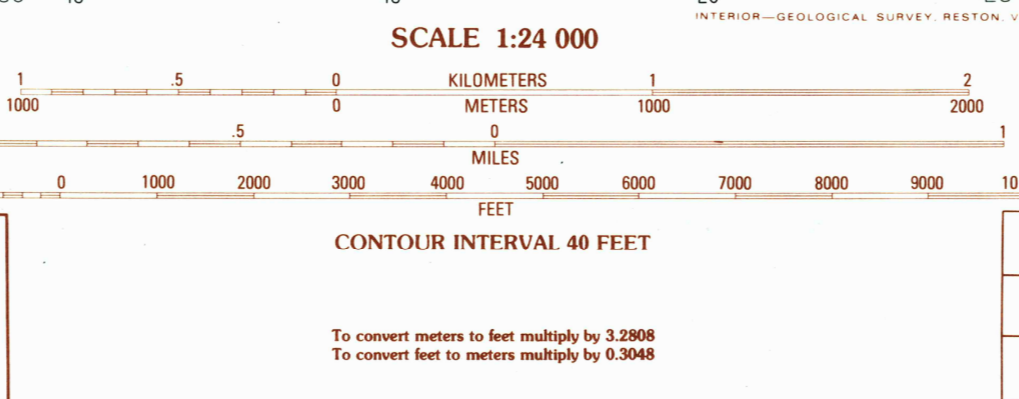 INTERIOR—GEOLOGICAL SURVEY, RESTON, V
SCALE 1:24 000
1 .5 0 KILOMETERS 1 2
1000 0 METERS 1000 2000
.5 0 1
MILES
0 1000 2000 3000 4000 5000 6000 7000 8000 9000 10
FEET
CONTOUR INTERVAL 40 FEET
To convert meters to feet multiply by 3.2808
To convert feet to meters multiply by 0.3048